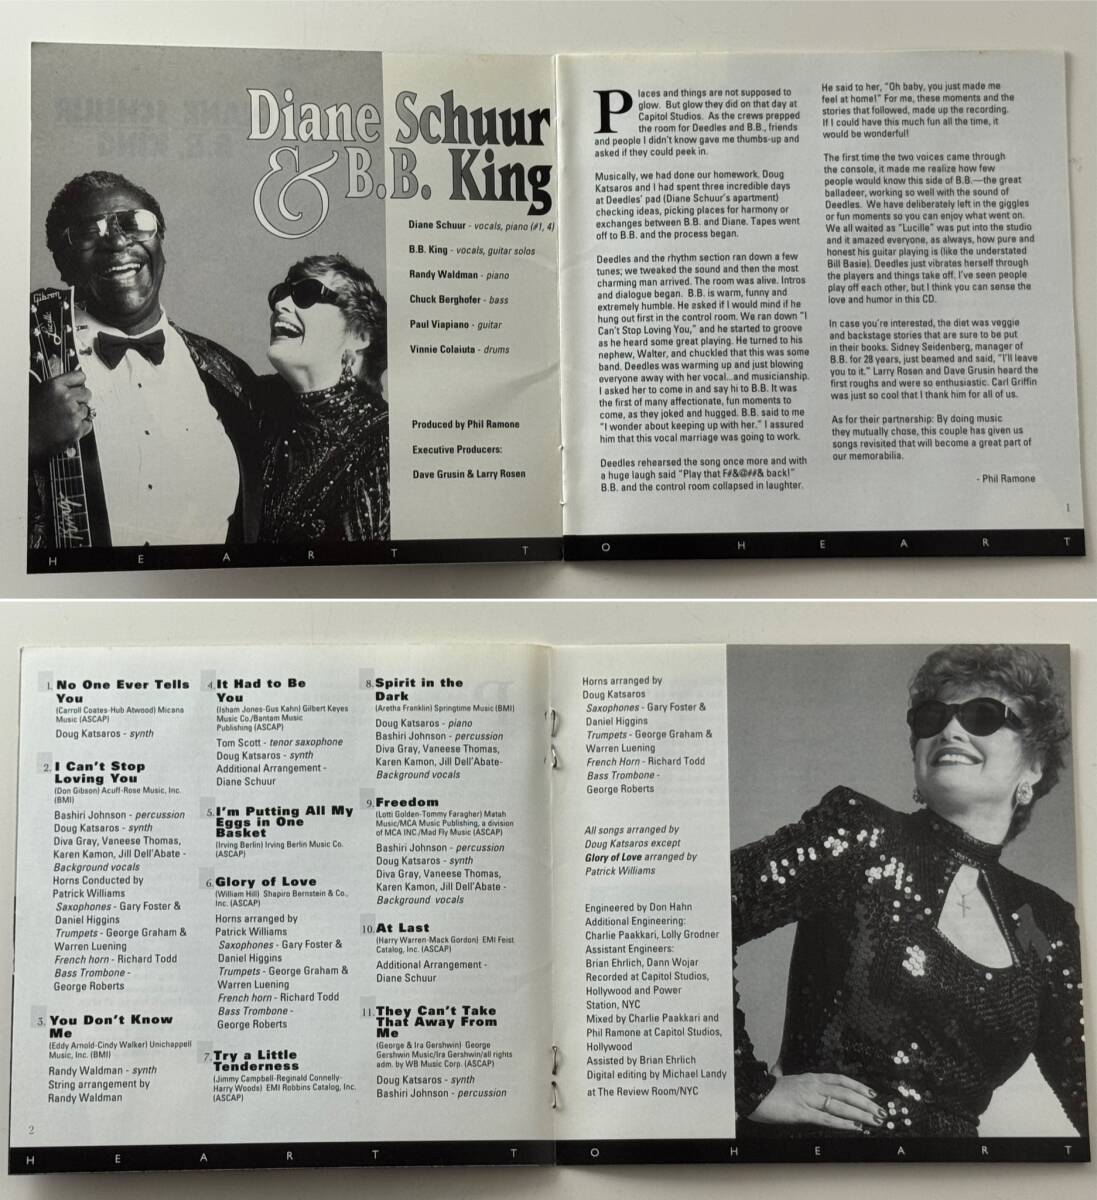 Diane Schuur
& B.B. King
Diane Schuur - vocals, piano (#1, 4)
B.B. King - vocals, guitar solos
Randy Waldman - piano
Chuck Berghofer - bass
Paul Viapiano - guitar
Vinnie Colaiuta - drums
Produced by Phil Ramone
Executive Producers:
Dave Grusin & Larry Rosen
Gibson
Lucille
King
H E A R T T
Places and things are not supposed to
glow. But glow they did on that day at
Capitol Studios. As the crews prepped
the room for Deedles and B.B., friends
and people I didn't know gave me thumbs-up and
asked if they could peek in.
Musically, we had done our homework. Doug
Katsaros and I had spent three incredible days
at Deedles' pad (Diane Schuur's apartment)
checking ideas, picking places for harmony or
exchanges between B.B. and Diane. Tapes went
off to B.B. and the process began.
Deedles and the rhythm section ran down a few
tunes; we tweaked the sound and then the most
charming man arrived. The room was alive. Intros
and dialogue began. B.B. is warm, funny and
extremely humble. He asked if I would mind if he
hung out first in the control room. We ran down "I
Can't Stop Loving You," and he started to groove
as he heard some great playing. He turned to his
nephew, Walter, and chuckled that this was some
band. Deedles was warming up and just blowing
everyone away with her vocal...and musicianship.
I asked her to come in and say hi to B.B. It was
the first of many affectionate, fun moments to
come, as they joked and hugged. B.B. said to me
"I wonder about keeping up with her." I assured
him that this vocal marriage was going to work.
Deedles rehearsed the song once more and with
a huge laugh said "Play that F#&@##& back!"
B.B. and the control room collapsed in laughter.
He said to her, "Oh baby, you just made me
feel at home!" For me, these moments and the
stories that followed, made up the recording.
If I could have this much fun all the time, it
would be wonderful!
The first time the two voices came through
the console, it made me realize how few
people would know this side of B.B.—the great
balladeer, working so well with the sound of
Deedles. We have deliberately left in the giggles
or fun moments so you can enjoy what went on.
We all waited as "Lucille" was put into the studio
and it amazed everyone, as always, how pure and
honest his guitar playing is (like the understated
Bill Basie). Deedles just vibrates herself through
the players and things take off. I've seen people
play off each other, but I think you can sense the
love and humor in this CD.
In case you're interested, the diet was veggie
and backstage stories that are sure to be put
in their books. Sidney Seidenberg, manager of
B.B. for 28 years, just beamed and said, "I'll leave
you to it." Larry Rosen and Dave Grusin heard the
first roughs and were so enthusiastic. Carl Griffin
was just so cool that I thank him for all of us.
As for their partnership: By doing music
they mutually chose, this couple has given us
songs revisited that will become a great part of
our memorabilia.
- Phil Ramone
1
O H E A R T
1. No One Ever Tells
You
(Carroll Coates-Hub Atwood) Micana
Music (ASCAP)
Doug Katsaros - synth
2. I Can't Stop
Loving You
(Don Gibson) Acuff-Rose Music, Inc.
(BMI)
Bashiri Johnson - percussion
Doug Katsaros - synth
Diva Gray, Vaneese Thomas,
Karen Kamon, Jill Dell'Abate -
Background vocals
Horns Conducted by
Patrick Williams
Saxophones - Gary Foster &
Daniel Higgins
Trumpets - George Graham &
Warren Luening
French horn - Richard Todd
Bass Trombone -
George Roberts
3. You Don't Know
Me
(Eddy Arnold-Cindy Walker) Unichappell
Music, Inc. (BMI)
Randy Waldman - synth
String arrangement by
Randy Waldman
2
4. It Had to Be
You
(Isham Jones-Gus Kahn) Gilbert Keyes
Music Co./Bantam Music
Publishing (ASCAP)
Tom Scott - tenor saxophone
Doug Katsaros - synth
Additional Arrangement -
Diane Schuur
5. I'm Putting All My
Eggs in One
Basket
(Irving Berlin) Irving Berlin Music Co.
(ASCAP)
6. Glory of Love
(William Hill) Shapiro Bernstein & Co.,
Inc. (ASCAP)
Horns arranged by
Patrick Williams
Saxophones - Gary Foster &
Daniel Higgins
Trumpets - George Graham &
Warren Luening
French horn - Richard Todd
Bass Trombone -
George Roberts
7. Try a Little
Tenderness
(Jimmy Campbell-Reginald Connelly-
Harry Woods) EMI Robbins Catalog, Inc.
(ASCAP)
8. Spirit in the
Dark
(Aretha Franklin) Springtime Music (BMI)
Doug Katsaros - piano
Bashiri Johnson - percussion
Diva Gray, Vaneese Thomas,
Karen Kamon, Jill Dell'Abate-
Background vocals
9. Freedom
(Lotti Golden-Tommy Faragher) Matah
Music/MCA Music Publishing, a division
of MCA INC./Mad Fly Music (ASCAP)
Bashiri Johnson - percussion
Doug Katsaros - synth
Diva Gray, Vaneese Thomas,
Karen Kamon, Jill Dell'Abate -
Background vocals
10. At Last
(Harry Warren-Mack Gordon) EMI Feist
Catalog, Inc. (ASCAP)
Additional Arrangement -
Diane Schuur
11. They Can't Take
That Away From
Me
(George & Ira Gershwin) George
Gershwin Music/Ira Gershwin/all rights
adm. by WB Music Corp. (ASCAP)
Doug Katsaros - synth
Bashiri Johnson - percussion
H E A R T T
Horns arranged by
Doug Katsaros
Saxophones - Gary Foster &
Daniel Higgins
Trumpets - George Graham &
Warren Luening
French Horn - Richard Todd
Bass Trombone -
George Roberts
All songs arranged by
Doug Katsaros except
Glory of Love arranged by
Patrick Williams
Engineered by Don Hahn
Additional Engineering:
Charlie Paakkari, Lolly Grodner
Assistant Engineers:
Brian Ehrlich, Dann Wojar
Recorded at Capitol Studios,
Hollywood and Power
Station, NYC
Mixed by Charlie Paakkari and
Phil Ramone at Capitol Studios,
Hollywood
Assisted by Brian Ehrlich
Digital editing by Michael Landy
at The Review Room/NYC
O H E A R T